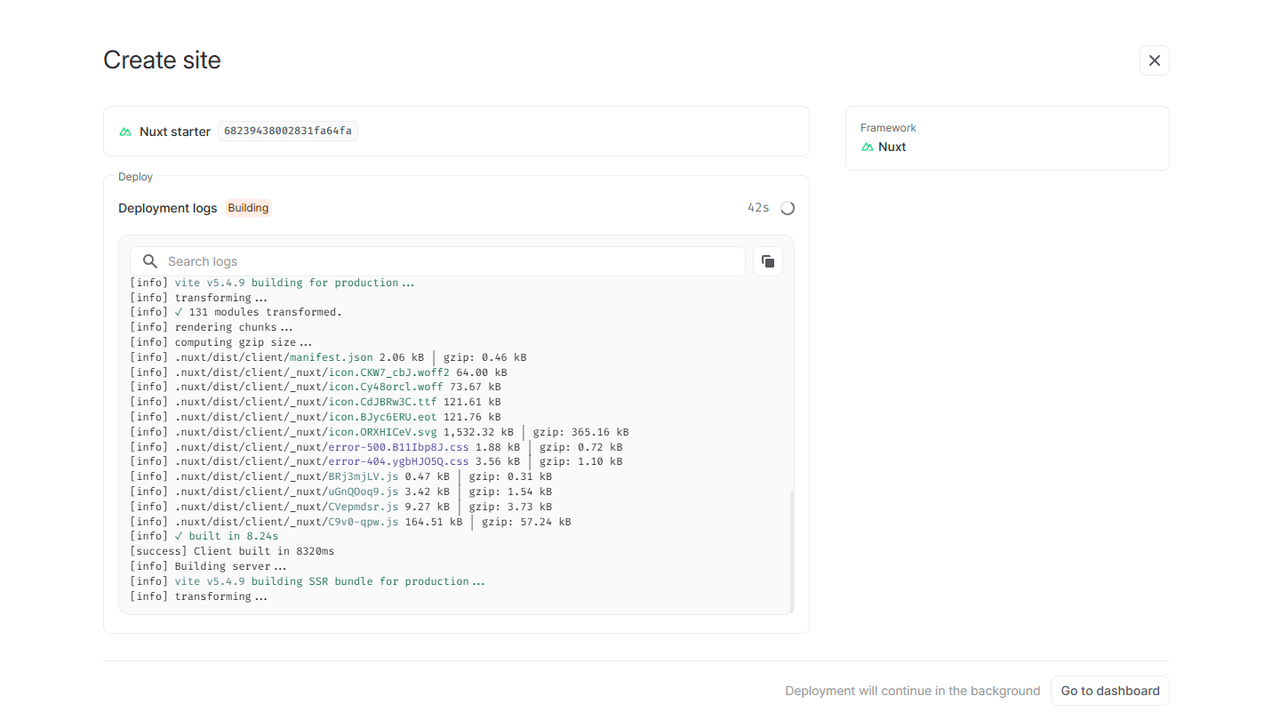 Create site
Nuxt starter 68239438002831fa64fa
Framework
Nuxt
Deploy
Deployment logs Building 42s
Search logs
[info] vite v5.4.9 building for production...
[info] transforming...
[info] ✓ 131 modules transformed.
[info] rendering chunks...
[info] computing gzip size...
[info] .nuxt/dist/client/manifest.json 2.06 kB │ gzip: 0.46 kB
[info] .nuxt/dist/client/_nuxt/icon.CKW7_cbJ.woff2 64.00 kB
[info] .nuxt/dist/client/_nuxt/icon.Cy48orcl.woff 73.67 kB
[info] .nuxt/dist/client/_nuxt/icon.CdJBRw3C.ttf 121.61 kB
[info] .nuxt/dist/client/_nuxt/icon.BJyc6ERU.eot 121.76 kB
[info] .nuxt/dist/client/_nuxt/icon.ORXHICeV.svg 1,532.32 kB │ gzip: 365.16 kB
[info] .nuxt/dist/client/_nuxt/error-500.B11Ibp8J.css 1.88 kB │ gzip: 0.72 kB
[info] .nuxt/dist/client/_nuxt/error-404.ygbHJO5Q.css 3.56 kB │ gzip: 1.10 kB
[info] .nuxt/dist/client/_nuxt/BRj3mjLV.js 0.47 kB │ gzip: 0.31 kB
[info] .nuxt/dist/client/_nuxt/uGnQOoq9.js 3.42 kB │ gzip: 1.54 kB
[info] .nuxt/dist/client/_nuxt/CVepmdsr.js 9.27 kB │ gzip: 3.73 kB
[info] .nuxt/dist/client/_nuxt/C9v0-qpw.js 164.51 kB │ gzip: 57.24 kB
[info] ✓ built in 8.24s
[success] Client built in 8320ms
[info] Building server...
[info] vite v5.4.9 building SSR bundle for production...
[info] transforming...
Deployment will continue in the background Go to dashboard